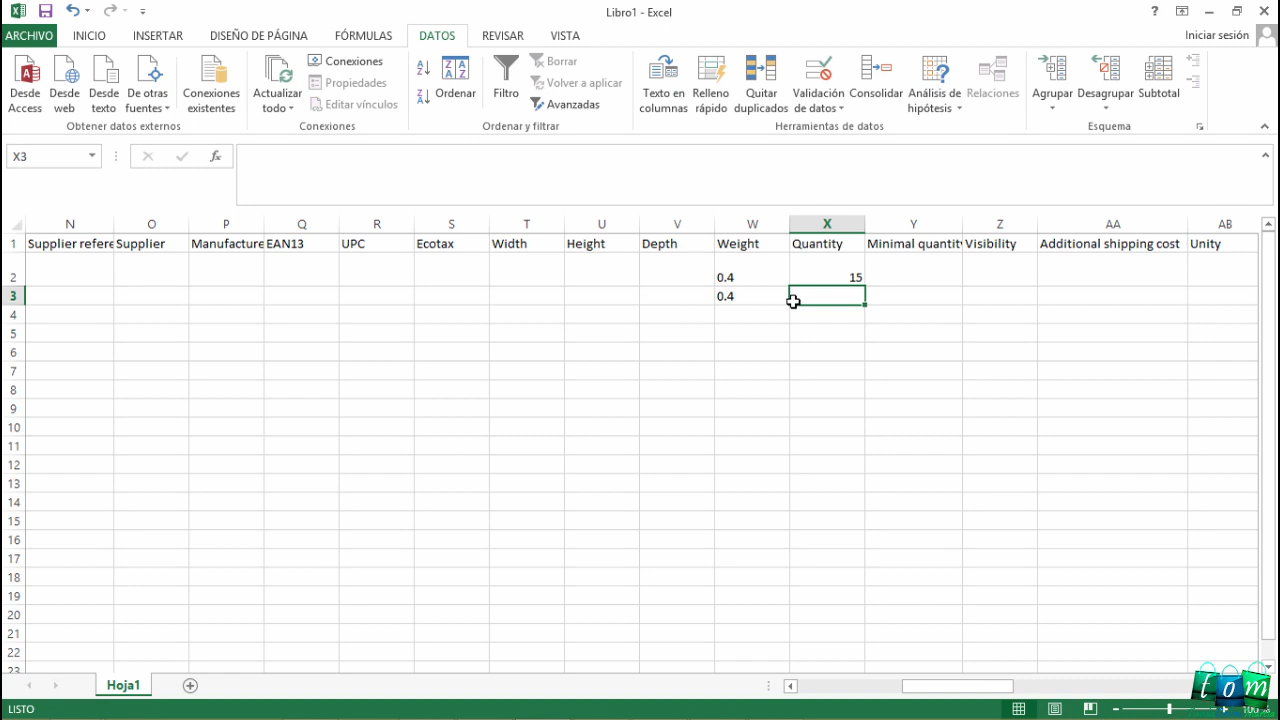 Libro1 - Excel
ARCHIVO INICIO INSERTAR DISEÑO DE PÁGINA FÓRMULAS DATOS REVISAR VISTA Iniciar sesión
Desde Access
Desde web
Desde texto
De otras fuentes
Conexiones existentes
Obtener datos externos
Actualizar todo
Conexiones
Propiedades
Editar vínculos
Conexiones
Ordenar
Filtro
Borrar
Volver a aplicar
Avanzadas
Ordenar y filtrar
Texto en columnas
Relleno rápido
Quitar duplicados
Validación de datos
Consolidar
Análisis de hipótesis
Relaciones
Herramientas de datos
Agrupar
Desagrupar
Subtotal
Esquema
X3 fx
N O P Q R S T U V W X Y Z AA AB
1 Supplier refere Supplier Manufacture EAN13 UPC Ecotax Width Height Depth Weight Quantity Minimal quantity Visibility Additional shipping cost Unity
2 0.4 15
3 0.4
4
5
6
7
8
9
10
11
12
13
14
15
16
17
18
19
20
21
22
23
Hoja1
LISTO 100 %
tom